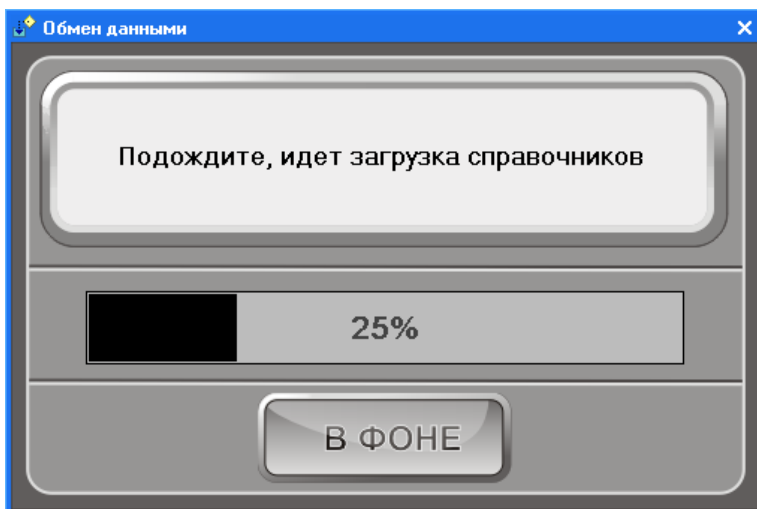 Обмен данными
Подождите, идет загрузка справочников
25%
В ФОНЕ